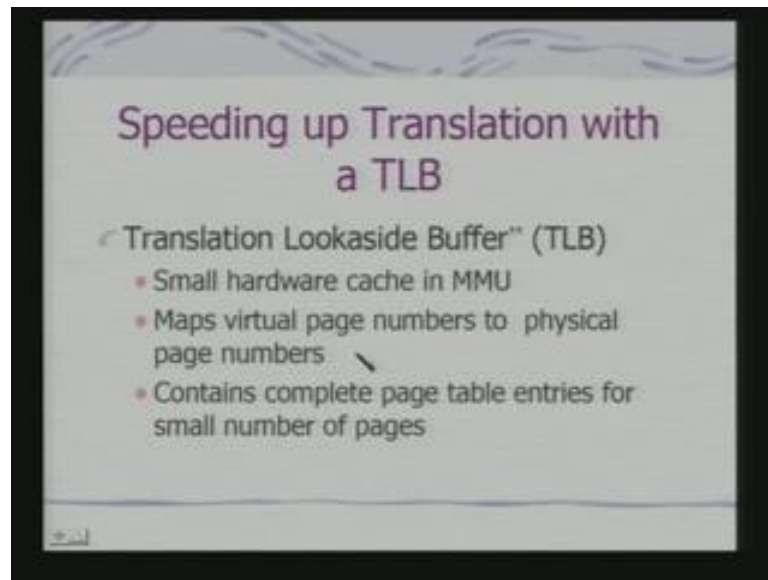 Speeding up Translation with
a TLB
Translation Lookaside Buffer" (TLB)
Small hardware cache in MMU
Maps virtual page numbers to physical
page numbers
Contains complete page table entries for
small number of pages